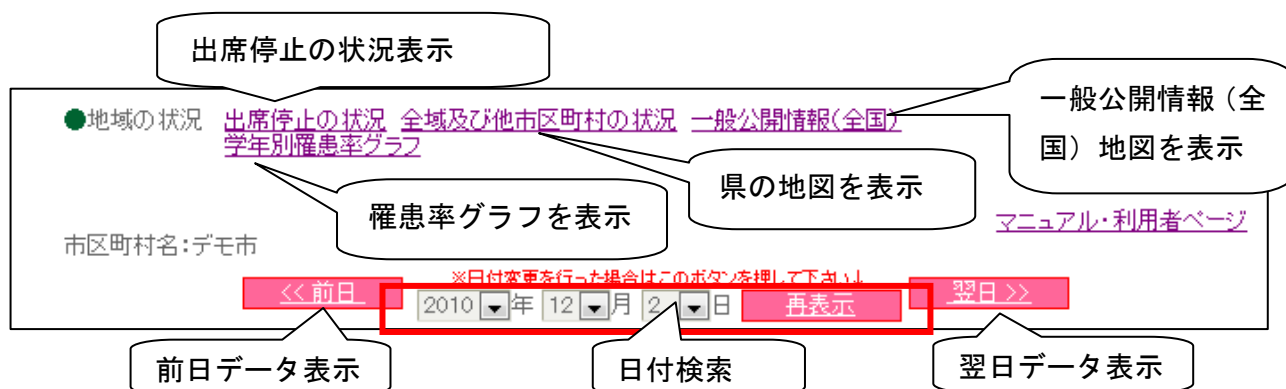 出席停止の状況表示
一般公開情報（全
国）地図を表示
●地域の状況 出席停止の状況 全域及び他市区町村の状況 一般公開情報(全国)
学年別罹患率グラフ
県の地図を表示
罹患率グラフを表示
マニュアル・利用者ページ
市区町村名：デモ市
※日付変更を行った場合はこのボタンを押して下さい↓
<< 前日
2010 年 12 月 2 日 再表示
翌日 >>
前日データ表示
日付検索
翌日データ表示